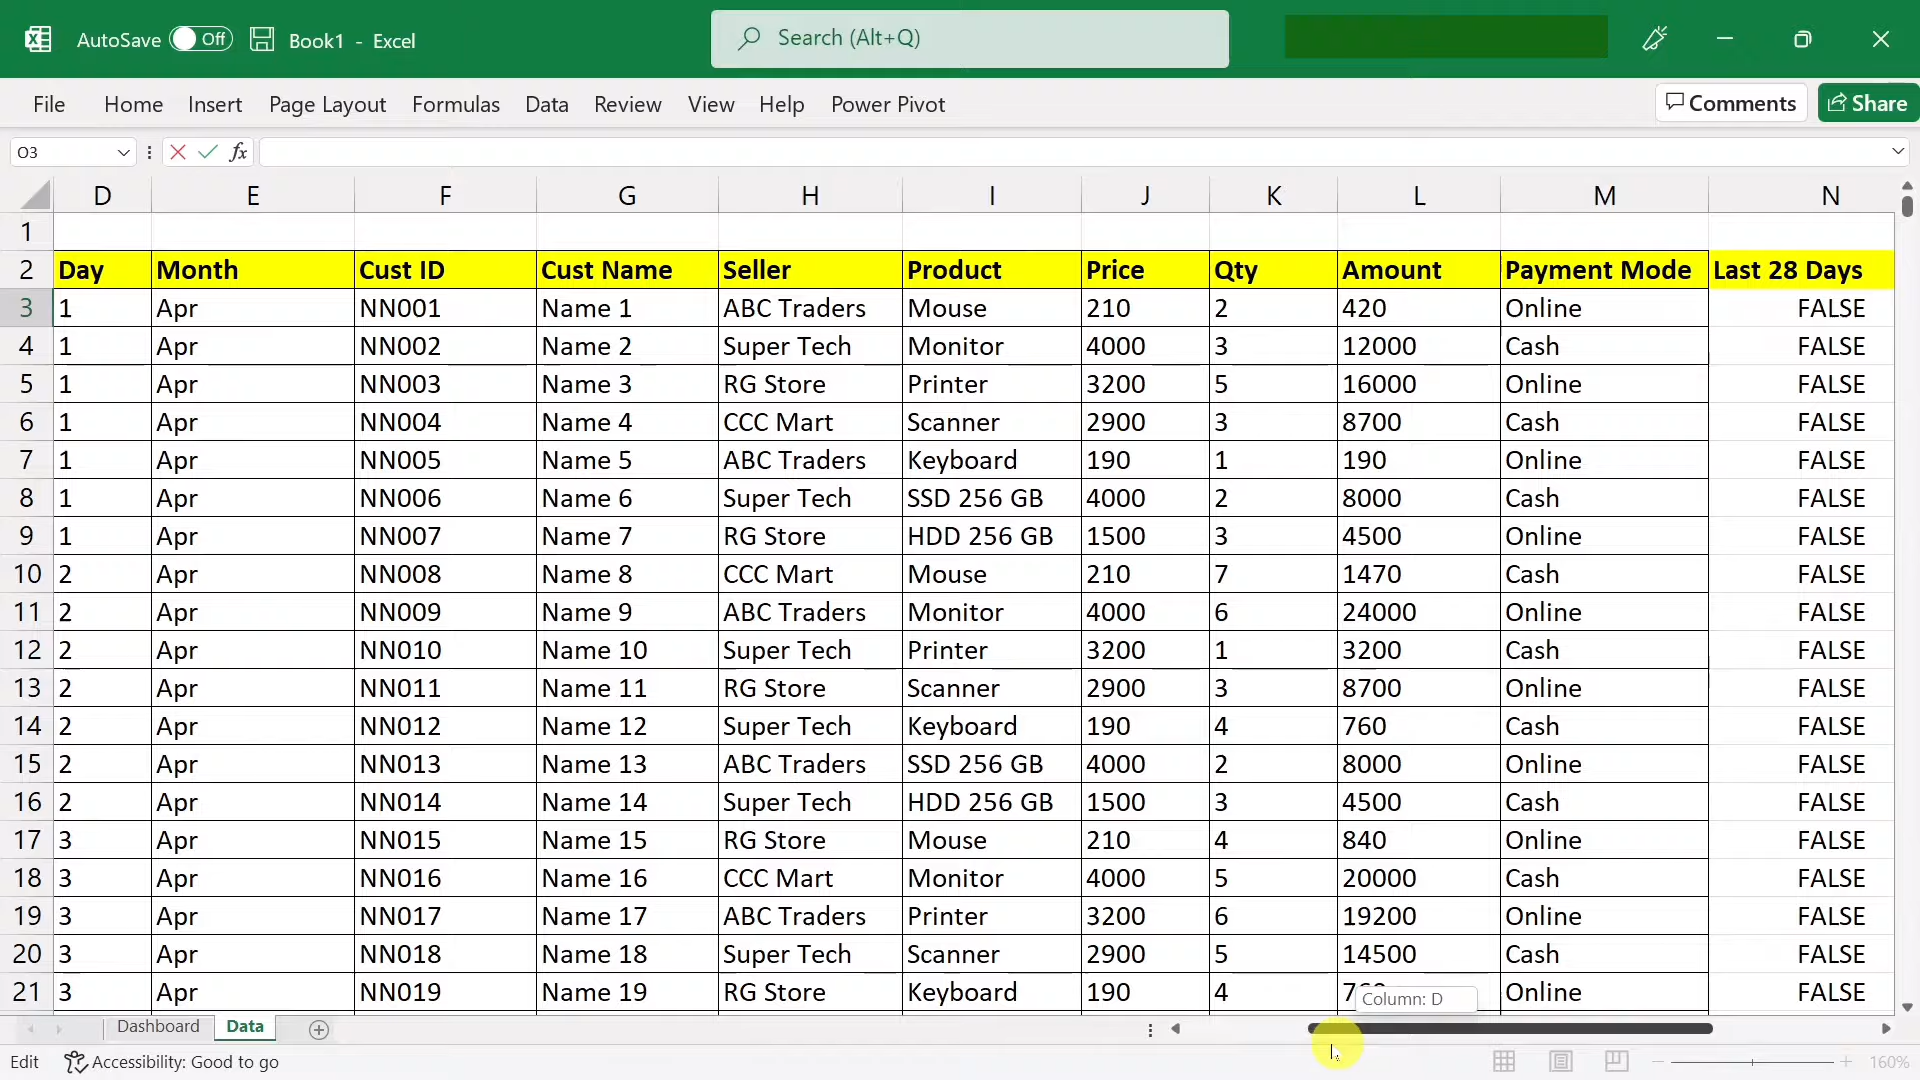 AutoSave Off Book1 - Excel Search (Alt+Q)
File Home Insert Page Layout Formulas Data Review View Help Power Pivot Comments Share
O3 fx
D E F G H I J K L M N
1
2 Day Month Cust ID Cust Name Seller Product Price Qty Amount Payment Mode Last 28 Days
3 1 Apr NN001 Name 1 ABC Traders Mouse 210 2 420 Online FALSE
4 1 Apr NN002 Name 2 Super Tech Monitor 4000 3 12000 Cash FALSE
5 1 Apr NN003 Name 3 RG Store Printer 3200 5 16000 Online FALSE
6 1 Apr NN004 Name 4 CCC Mart Scanner 2900 3 8700 Cash FALSE
7 1 Apr NN005 Name 5 ABC Traders Keyboard 190 1 190 Online FALSE
8 1 Apr NN006 Name 6 Super Tech SSD 256 GB 4000 2 8000 Cash FALSE
9 1 Apr NN007 Name 7 RG Store HDD 256 GB 1500 3 4500 Online FALSE
10 2 Apr NN008 Name 8 CCC Mart Mouse 210 7 1470 Cash FALSE
11 2 Apr NN009 Name 9 ABC Traders Monitor 4000 6 24000 Online FALSE
12 2 Apr NN010 Name 10 Super Tech Printer 3200 1 3200 Cash FALSE
13 2 Apr NN011 Name 11 RG Store Scanner 2900 3 8700 Online FALSE
14 2 Apr NN012 Name 12 Super Tech Keyboard 190 4 760 Cash FALSE
15 2 Apr NN013 Name 13 ABC Traders SSD 256 GB 4000 2 8000 Online FALSE
16 2 Apr NN014 Name 14 Super Tech HDD 256 GB 1500 3 4500 Cash FALSE
17 3 Apr NN015 Name 15 RG Store Mouse 210 4 840 Online FALSE
18 3 Apr NN016 Name 16 CCC Mart Monitor 4000 5 20000 Cash FALSE
19 3 Apr NN017 Name 17 ABC Traders Printer 3200 6 19200 Online FALSE
20 3 Apr NN018 Name 18 Super Tech Scanner 2900 5 14500 Cash FALSE
21 3 Apr NN019 Name 19 RG Store Keyboard 190 4 Online FALSE
Column: D
Dashboard Data
Edit Accessibility: Good to go 160%